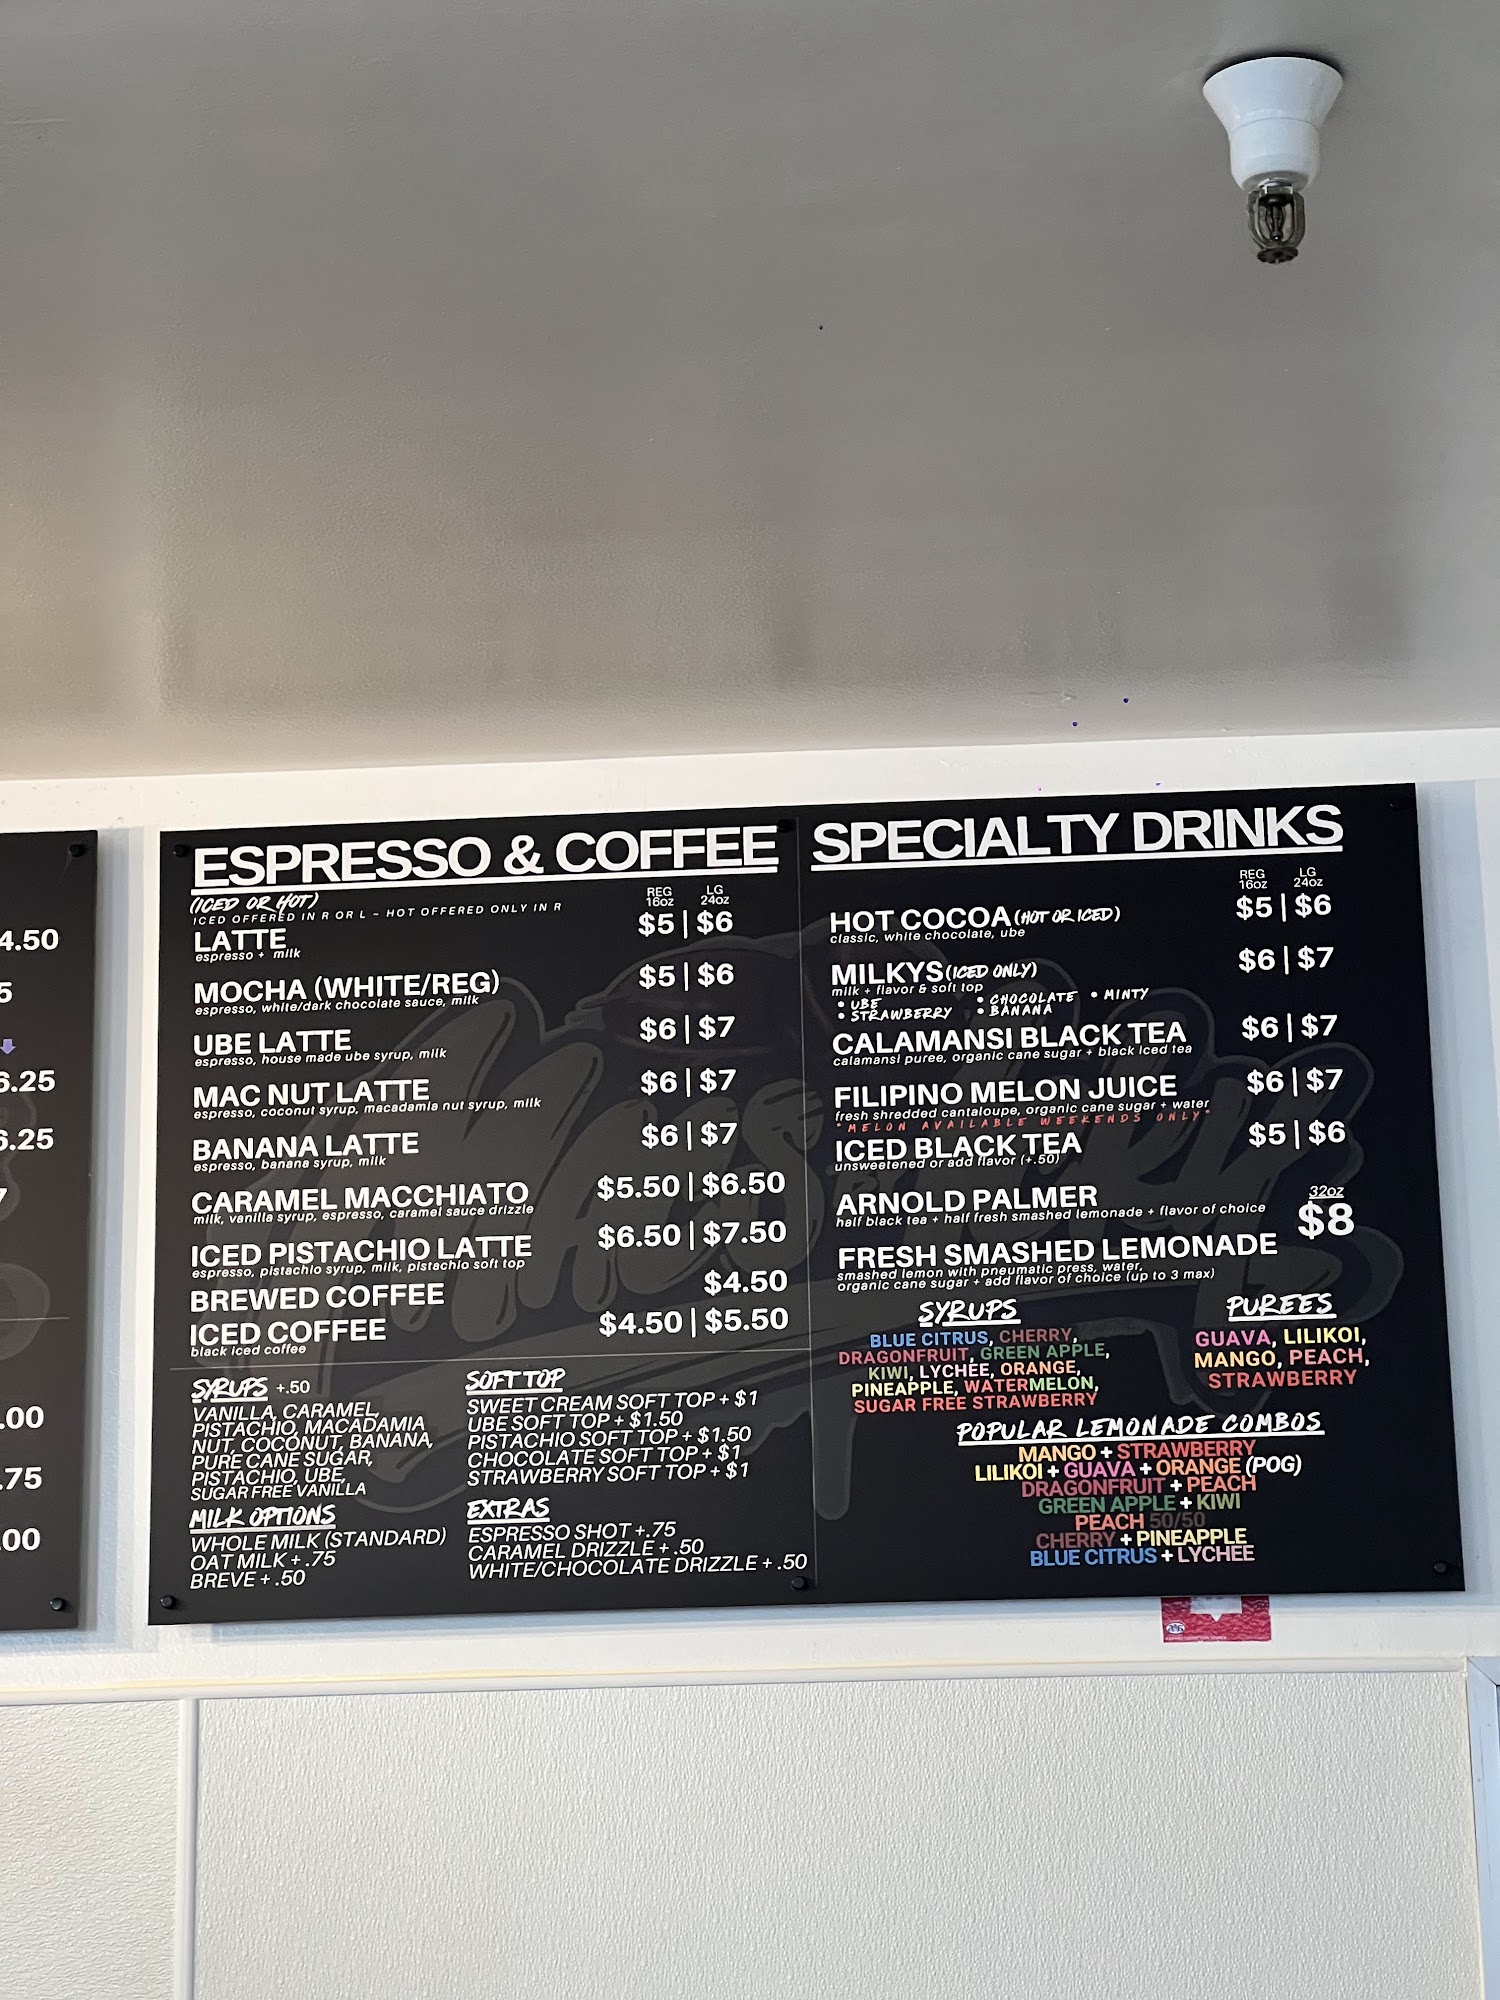 4.50
5
6.25
6.25
7
.00
.75
.00
ESPRESSO & COFFEE
(ICED OR HOT)
ICED OFFERED IN R OR L - HOT OFFERED ONLY IN R
REG 16oz LG 24oz
LATTE $5 | $6
espresso + milk
MOCHA (WHITE/REG) $5 | $6
espresso, white/dark chocolate sauce, milk
UBE LATTE $6 | $7
espresso, house made ube syrup, milk
MAC NUT LATTE $6 | $7
espresso, coconut syrup, macadamia nut syrup, milk
BANANA LATTE $6 | $7
espresso, banana syrup, milk
CARAMEL MACCHIATO $5.50 | $6.50
milk, vanilla syrup, espresso, caramel sauce drizzle
ICED PISTACHIO LATTE $6.50 | $7.50
espresso, pistachio syrup, milk, pistachio soft top
BREWED COFFEE $4.50
ICED COFFEE $4.50 | $5.50
black iced coffee
SYRUPS +.50
VANILLA, CARAMEL,
PISTACHIO, MACADAMIA
NUT, COCONUT, BANANA,
PURE CANE SUGAR,
PISTACHIO, UBE,
SUGAR FREE VANILLA
MILK OPTIONS
WHOLE MILK (STANDARD)
OAT MILK + .75
BREVE + .50
SOFT TOP
SWEET CREAM SOFT TOP + $1
UBE SOFT TOP + $1.50
PISTACHIO SOFT TOP + $1.50
CHOCOLATE SOFT TOP + $1
STRAWBERRY SOFT TOP + $1
EXTRAS
ESPRESSO SHOT +.75
CARAMEL DRIZZLE + .50
WHITE/CHOCOLATE DRIZZLE + .50
SPECIALTY DRINKS
REG 16oz LG 24oz
HOT COCOA (HOT OR ICED) $5 | $6
classic, white chocolate, ube
MILKYS (ICED ONLY) $6 | $7
milk + flavor & soft top
• UBE • CHOCOLATE • MINTY
• STRAWBERRY • BANANA
CALAMANSI BLACK TEA $6 | $7
calamansi puree, organic cane sugar + black iced tea
FILIPINO MELON JUICE $6 | $7
fresh shredded cantaloupe, organic cane sugar + water
"MELON AVAILABLE WEEKENDS ONLY"
ICED BLACK TEA $5 | $6
unsweetened or add flavor (+.50)
ARNOLD PALMER 32oz
half black tea + half fresh smashed lemonade + flavor of choice $8
FRESH SMASHED LEMONADE
smashed lemon with pneumatic press, water,
organic cane sugar + add flavor of choice (up to 3 max)
SYRUPS
BLUE CITRUS, CHERRY,
DRAGONFRUIT, GREEN APPLE,
KIWI, LYCHEE, ORANGE,
PINEAPPLE, WATERMELON,
SUGAR FREE STRAWBERRY
PUREES
GUAVA, LILIKOI,
MANGO, PEACH,
STRAWBERRY
POPULAR LEMONADE COMBOS
MANGO + STRAWBERRY
LILIKOI + GUAVA + ORANGE (POG)
DRAGONFRUIT + PEACH
GREEN APPLE + KIWI
PEACH 50/50
CHERRY + PINEAPPLE
BLUE CITRUS + LYCHEE